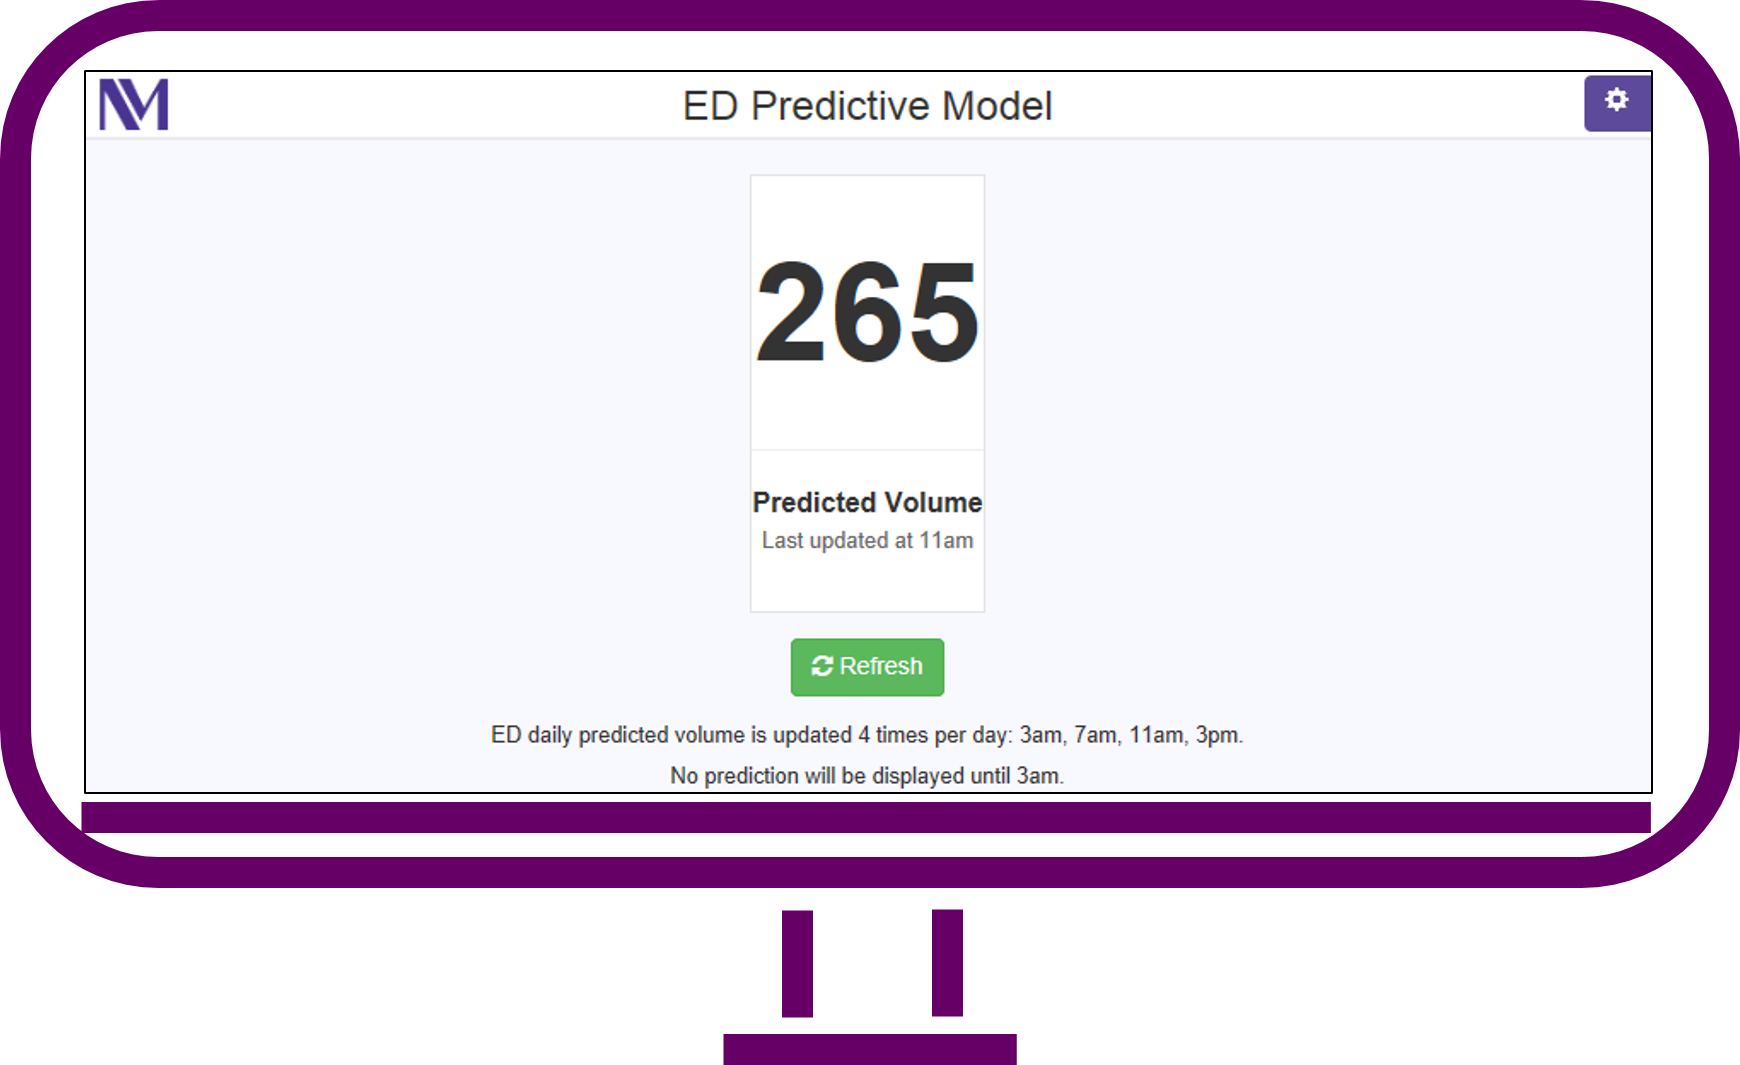 NM
ED Predictive Model
265
Predicted Volume
Last updated at 11am
Refresh
ED daily predicted volume is updated 4 times per day: 3am, 7am, 11am, 3pm.
No prediction will be displayed until 3am.